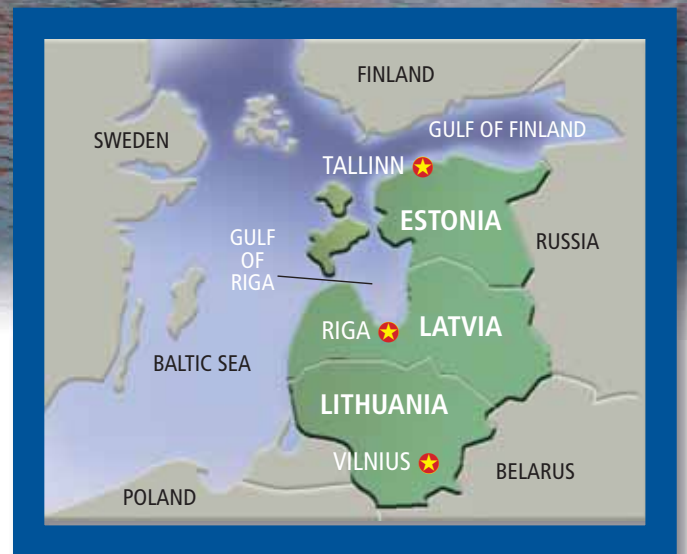 FINLAND
SWEDEN
GULF OF FINLAND
TALLINN
ESTONIA
GULF
OF
RIGA
RUSSIA
RIGA
LATVIA
BALTIC SEA
LITHUANIA
VILNIUS
BELARUS
POLAND